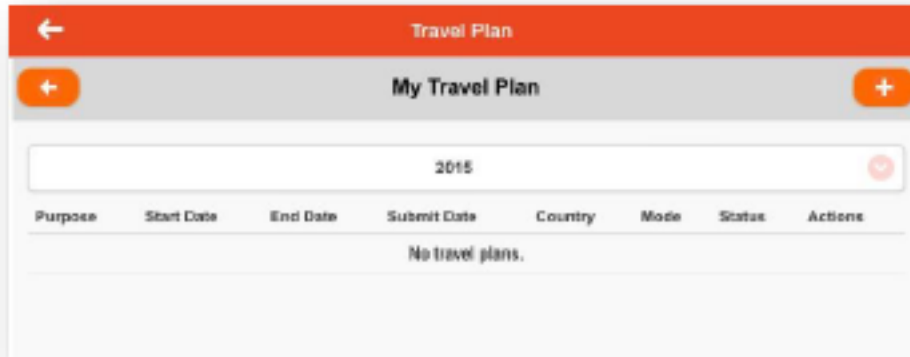 Travel Plan
My Travel Plan
2015
Purpose Start Date End Date Submit Date Country Mode Status Actions
No travel plans.